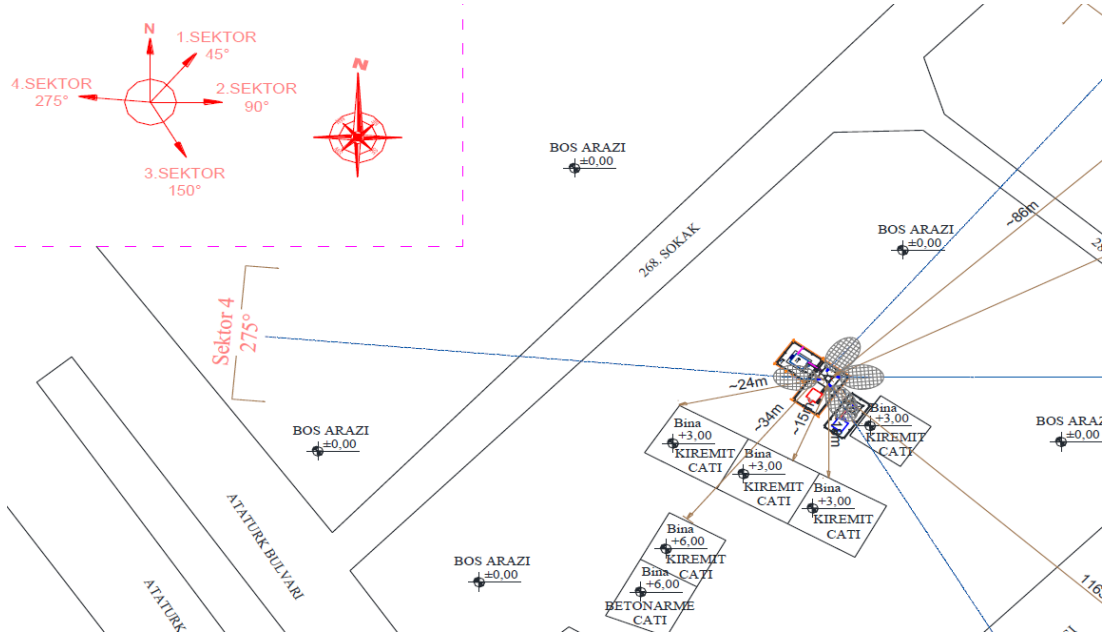 N
1.SEKTOR
45°
4.SEKTOR
275°
2.SEKTOR
90°
3.SEKTOR
150°
N
BOS ARAZI
±0,00
~86m
BOS ARAZI
±0,00
268. SOKAK
Sektor 4
275°
~24m
~34m
~15m
Bina
+3,00
KIREMIT
CATI
BOS ARAZI
±0,00
BOS ARAZI
±0,00
Bina
+3,00
KIREMIT
CATI
Bina
+3,00
KIREMIT
CATI
Bina
+3,00
KIREMIT
CATI
ATATURK BULVARI
Bina
+6,00
KIREMIT
CATI
BOS ARAZI
±0,00
Bina
+6,00
BETONARME
CATI
ATATURK